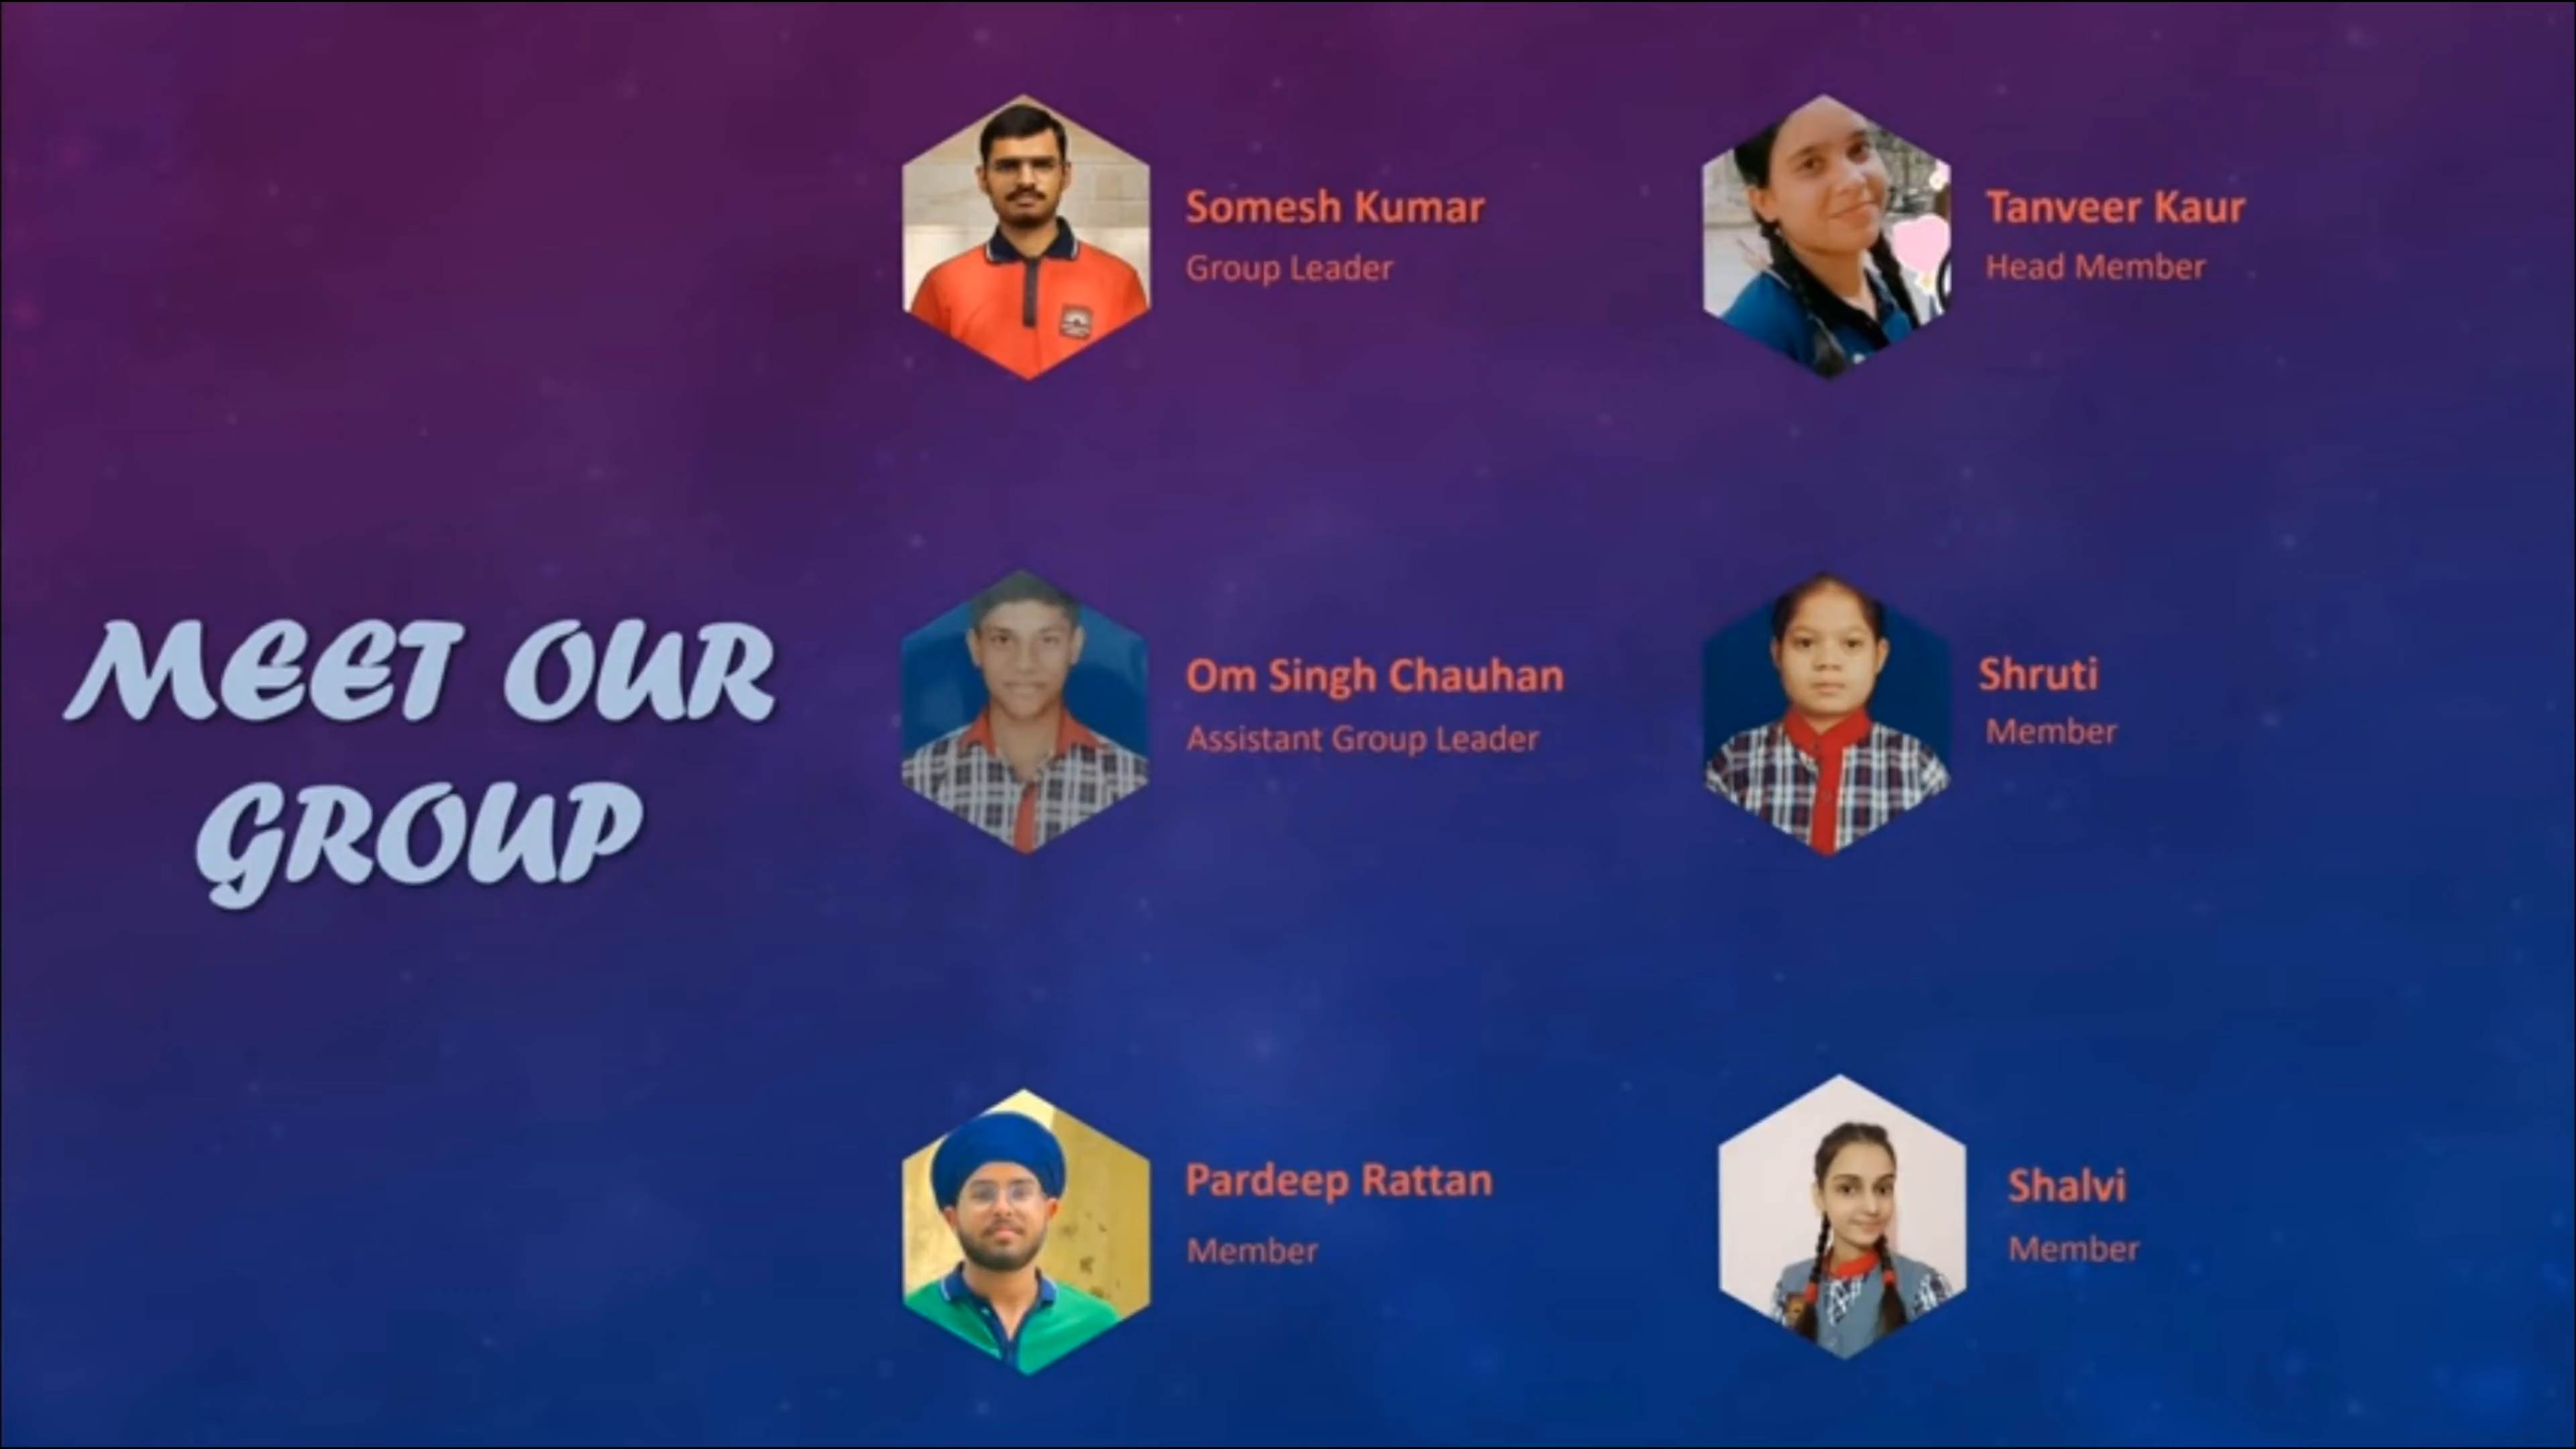 MEET OUR
GROUP
Somesh Kumar
Group Leader
Tanveer Kaur
Head Member
Om Singh Chauhan
Assistant Group Leader
Shruti
Member
Pardeep Rattan
Member
Shalvi
Member